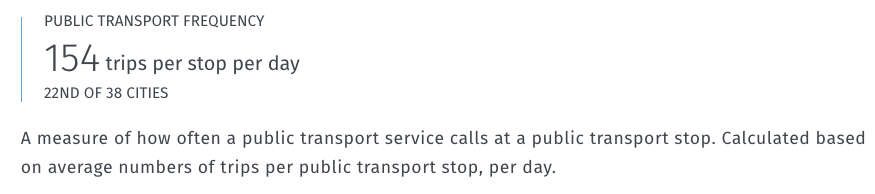 PUBLIC TRANSPORT FREQUENCY
154 trips per stop per day
22ND OF 38 CITIES
A measure of how often a public transport service calls at a public transport stop. Calculated based
on average numbers of trips per public transport stop, per day.